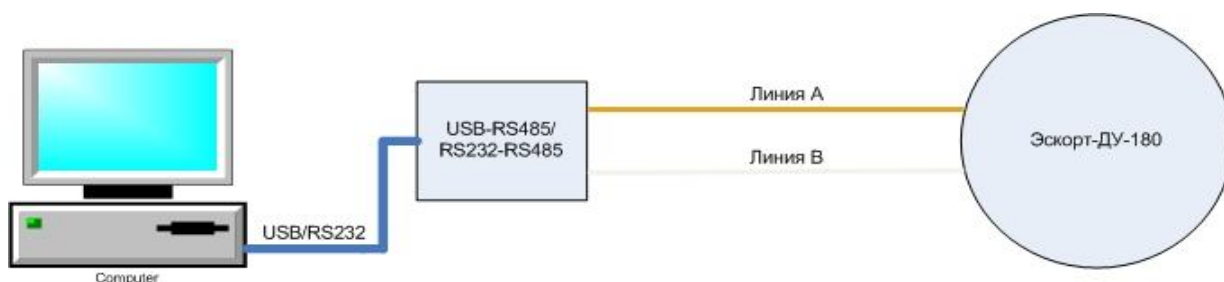 Computer
USB/RS232
USB-RS485/
RS232-RS485
Линия А
Линия В
Эскорт-ДУ-180